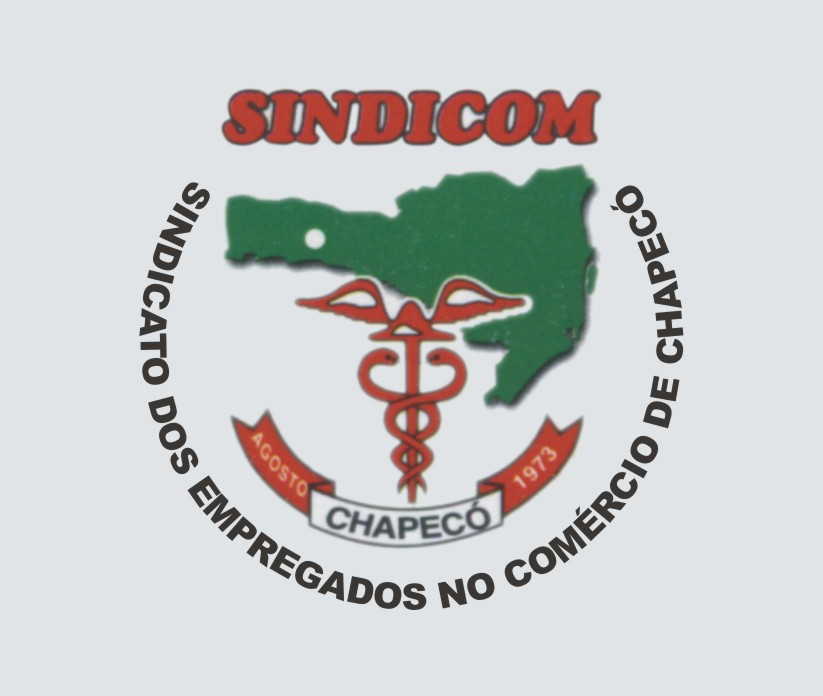 SINDICOM
SINDICATO DOS EMPREGADOS NO COMÉRCIO DE CHAPECÓ
AGOSTO
CHAPECÓ
1973